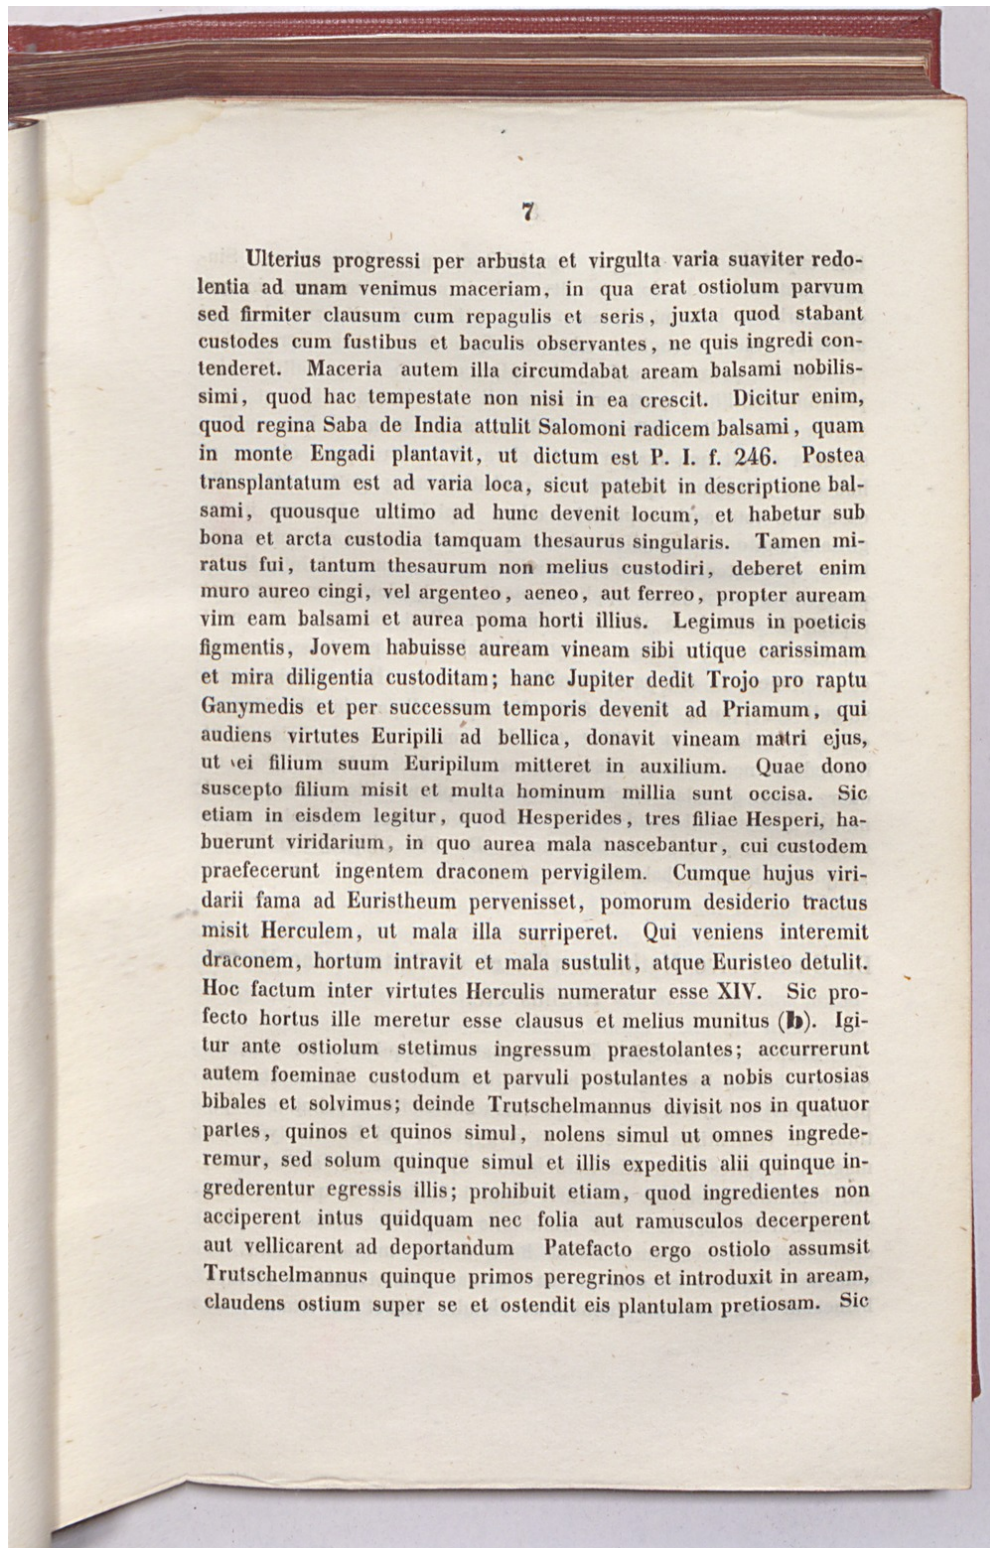 7
Ulterius progressi per arbusta et virgulta varia suaviter redo-
lentia ad unam venimus maceriam, in qua erat ostiolum parvum
sed firmiter clausum cum repagulis et seris, juxta quod stabant
custodes cum fustibus et baculis observantes, ne quis ingredi con-
tenderet. Maceria autem illa circumdabat aream balsami nobilis-
simi, quod hac tempestate non nisi in ea crescit. Dicitur enim,
quod regina Saba de India attulit Salomoni radicem balsami, quam
in monte Engadi plantavit, ut dictum est P. I. f. 246. Postea
transplantatum est ad varia loca, sicut patebit in descriptione bal-
sami, quousque ultimo ad hunc devenit locum, et habetur sub
bona et arcta custodia tamquam thesaurus singularis. Tamen mi-
ratus fui, tantum thesaurum non melius custodiri, deberet enim
muro aureo cingi, vel argenteo, aeneo, aut ferreo, propter auream
vim eam balsami et aurea poma horti illius. Legimus in poeticis
figmentis, Jovem habuisse auream vineam sibi utique carissimam
et mira diligentia custoditam; hanc Jupiter dedit Trojo pro raptu
Ganymedis et per successum temporis devenit ad Priamum, qui
audiens virtutes Euripili ad bellica, donavit vineam matri ejus,
ut ei filium suum Euripilum mitteret in auxilium. Quae dono
suscepto filium misit et multa hominum millia sunt occisa. Sic
etiam in eisdem legitur, quod Hesperides, tres filiae Hesperi, ha-
buerunt viridarium, in quo aurea mala nascebantur, cui custodem
praefecerunt ingentem draconem pervigilem. Cumque hujus viri-
darii fama ad Euristheum pervenisset, pomorum desiderio tractus
misit Herculem, ut mala illa surriperet. Qui veniens interemit
draconem, hortum intravit et mala sustulit, atque Euristeo detulit.
Hoc factum inter virtutes Herculis numeratur esse XIV. Sic pro-
fecto hortus ille meretur esse clausus et melius munitus (b). Igi-
tur ante ostiolum stetimus ingressum praestolantes; accurrerunt
autem foeminae custodum et parvuli postulantes a nobis curtosias
bibales et solvimus; deinde Trutschelmannus divisit nos in quatuor
partes, quinos et quinos simul, nolens simul ut omnes ingrede-
remur, sed solum quinque simul et illis expeditis alii quinque in-
grederentur egressis illis; prohibuit etiam, quod ingredientes non
acciperent intus quidquam nec folia aut ramusculos decerperent
aut vellicarent ad deportandum Patefacto ergo ostiolo assumsit
Trutschelmannus quinque primos peregrinos et introduxit in aream,
claudens ostium super se et ostendit eis plantulam pretiosam. Sic